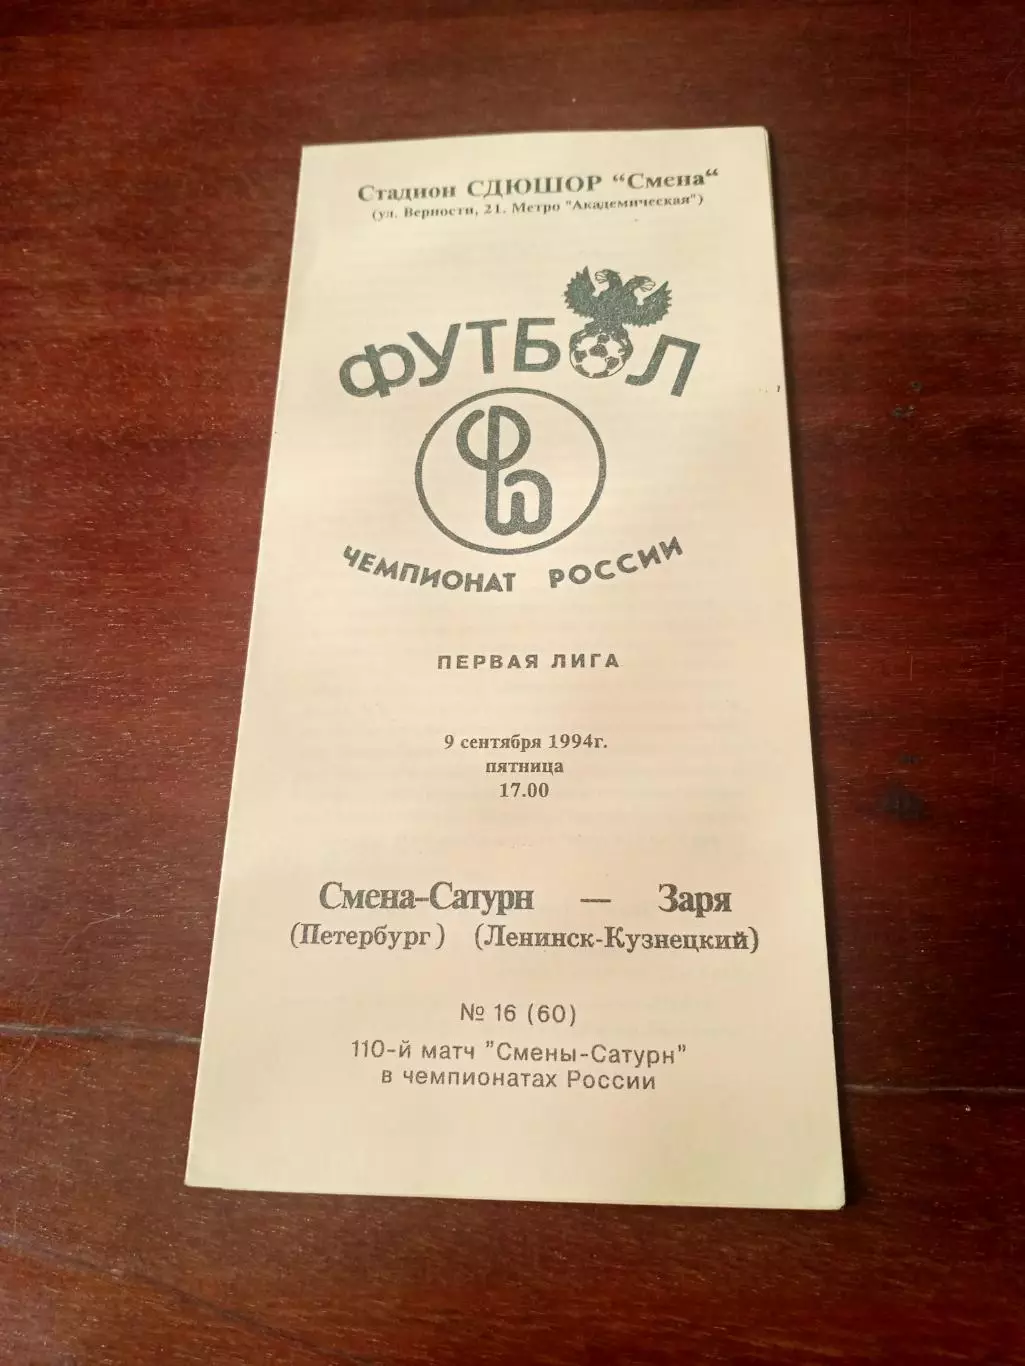 Стадион СДЮШОР "Смена"
(ул. Верности, 21. Метро "Академическая")
ФУТБОЛ
ЧЕМПИОНАТ РОССИИ
ПЕРВАЯ ЛИГА
9 сентября 1994г.
пятница
17.00
Смена-Сатурн — Заря
(Петербург) (Ленинск-Кузнецкий)
№ 16 (60)
110-й матч "Смены-Сатурн"
в чемпионатах России